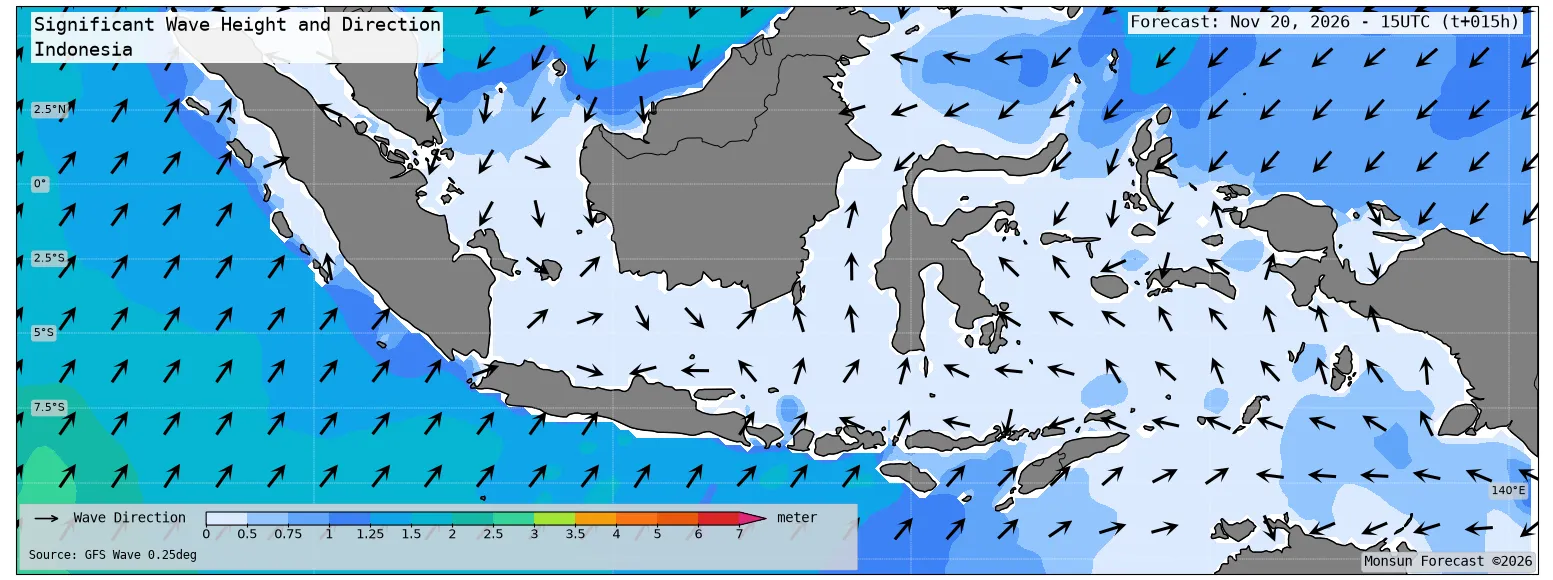 Significant Wave Height and Direction
Indonesia
Forecast: Nov 20, 2026 - 15UTC (t+015h)
2.5°N
0°
2.5°S
5°S
7.5°S
140°E
Wave Direction
0 0.5 0.75 1 1.25 1.5 2 2.5 3 3.5 4 5 6 7
meter
Source: GFS Wave 0.25deg
Monsun Forecast ©2026